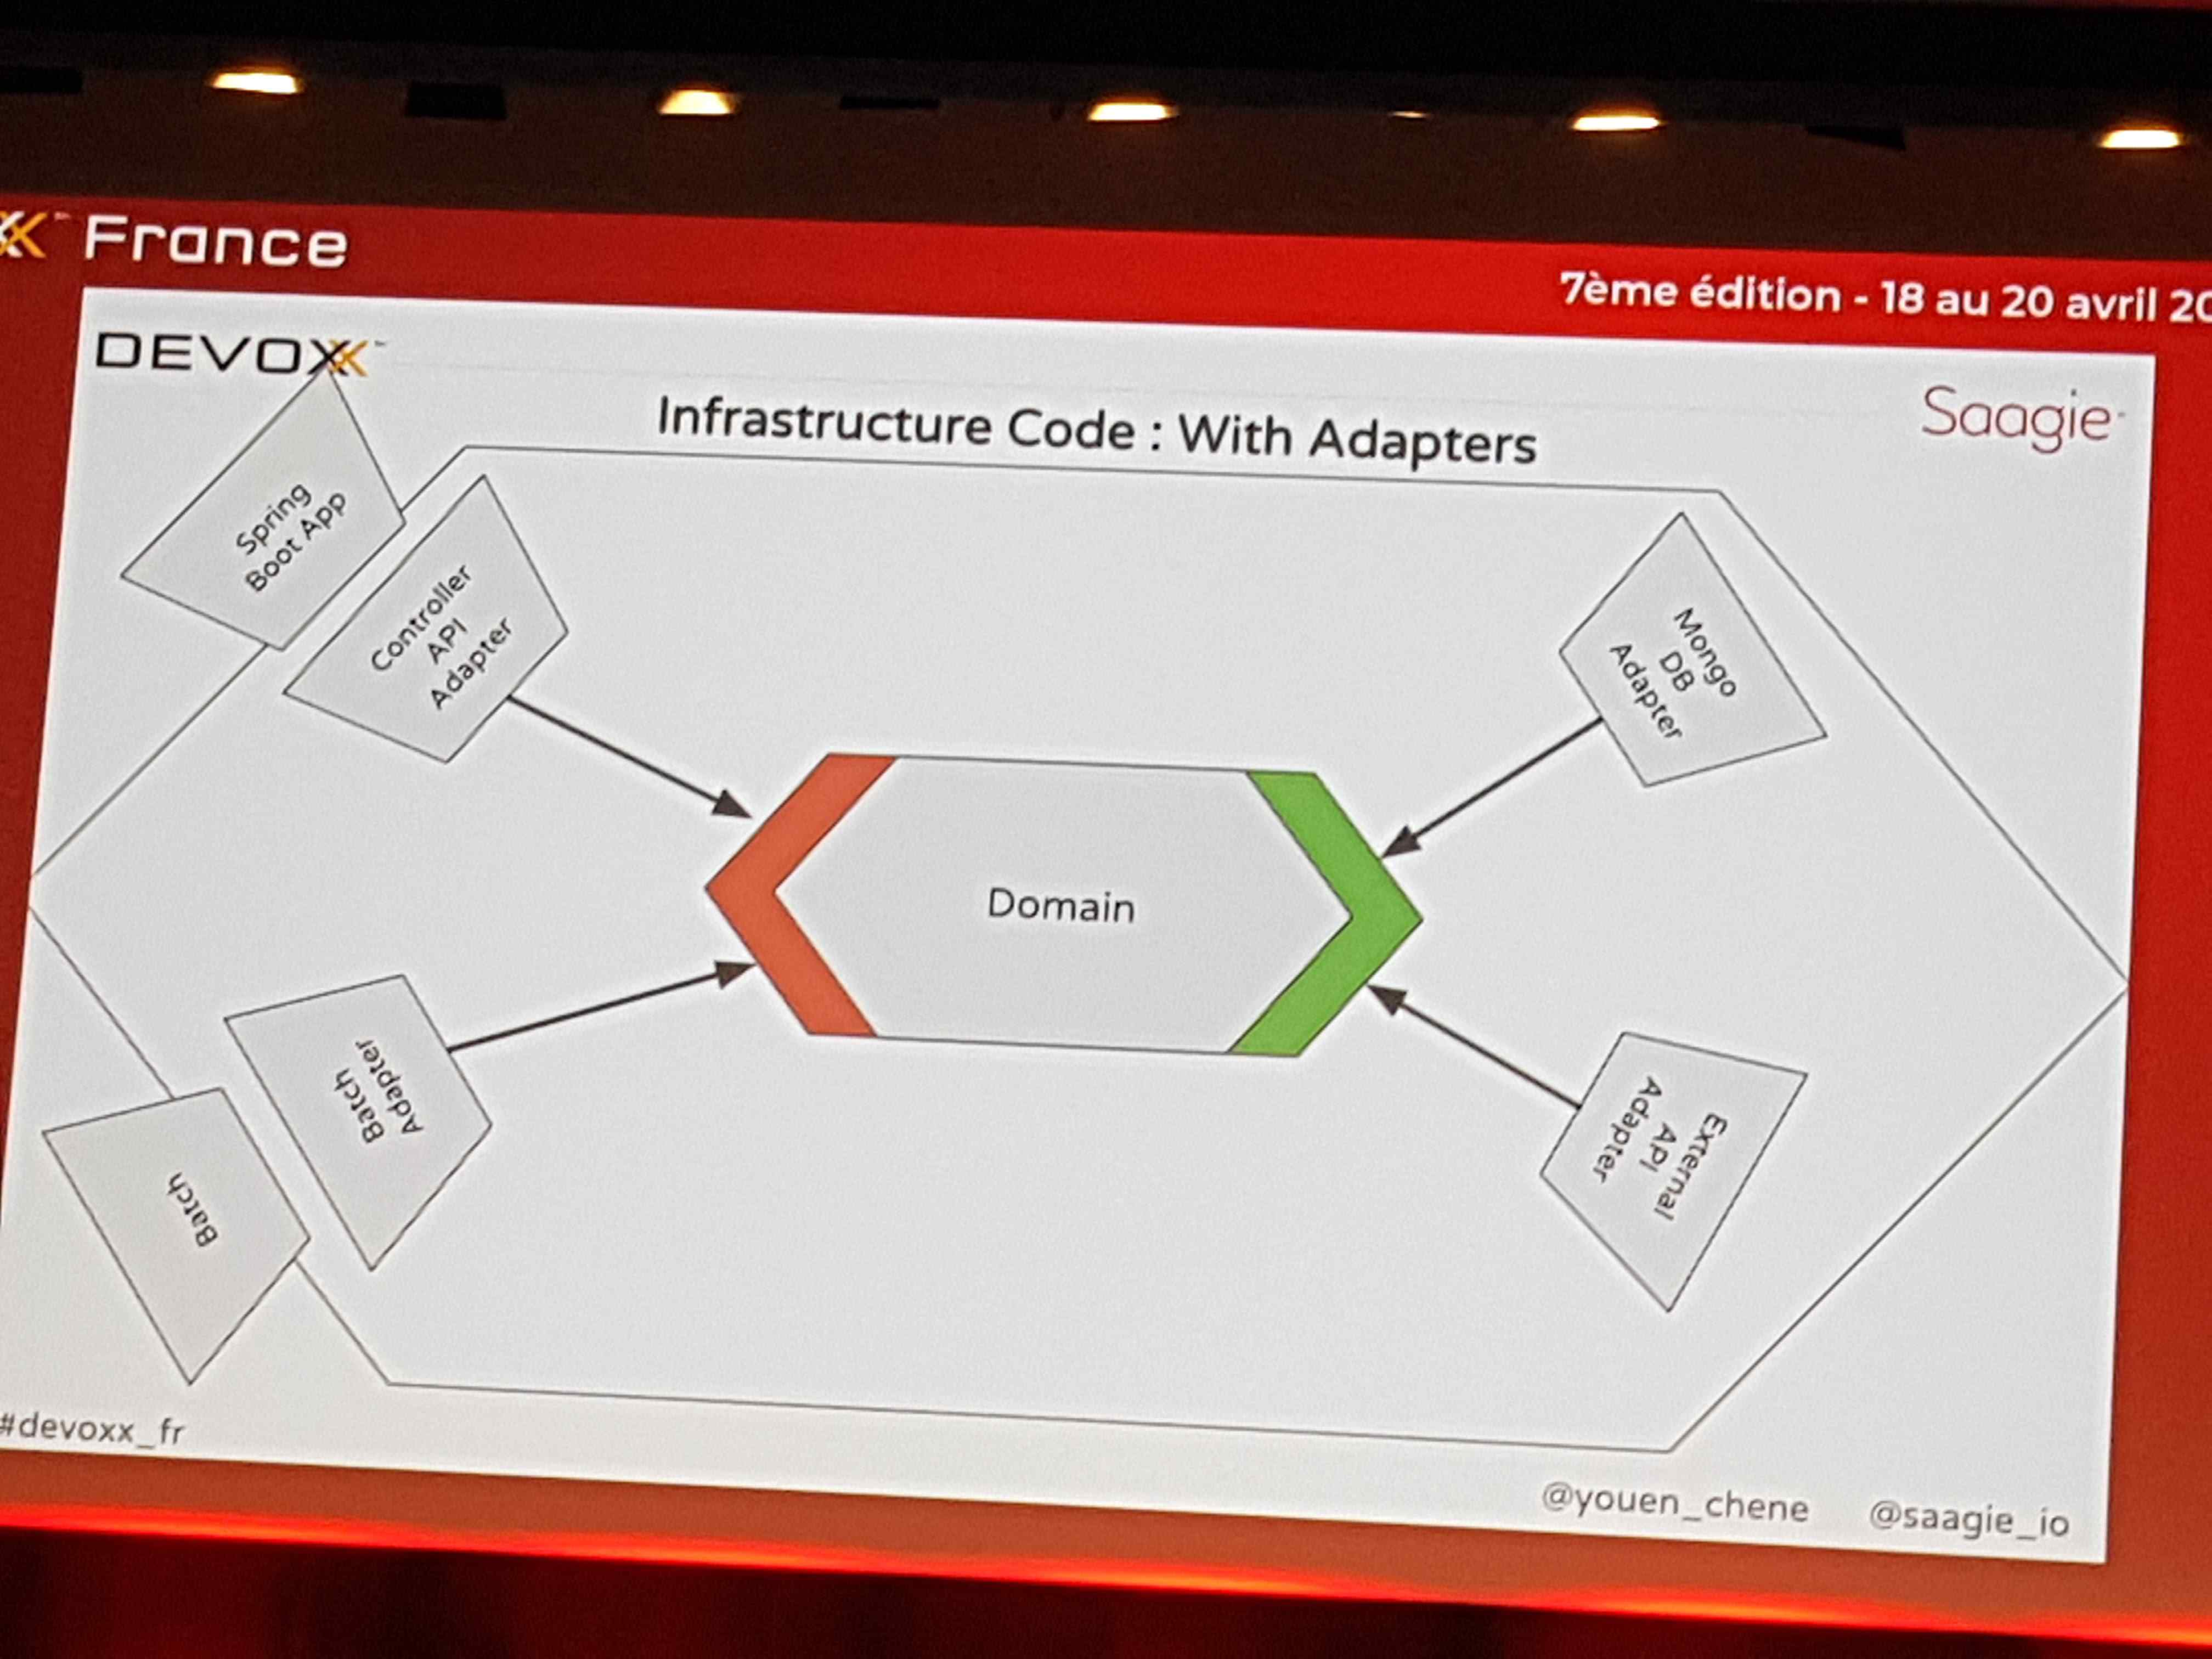 France
7ème édition - 18 au 20 avril
DEVOXX
Saagie
Infrastructure Code : With Adapters
Spring
Boot App
Controller
API
Adapter
Mongo
DB
Adapter
Domain
Batch
Adapter
External
API
Adapter
Batch
#devoxx_fr
@youen_chene @saagie_io